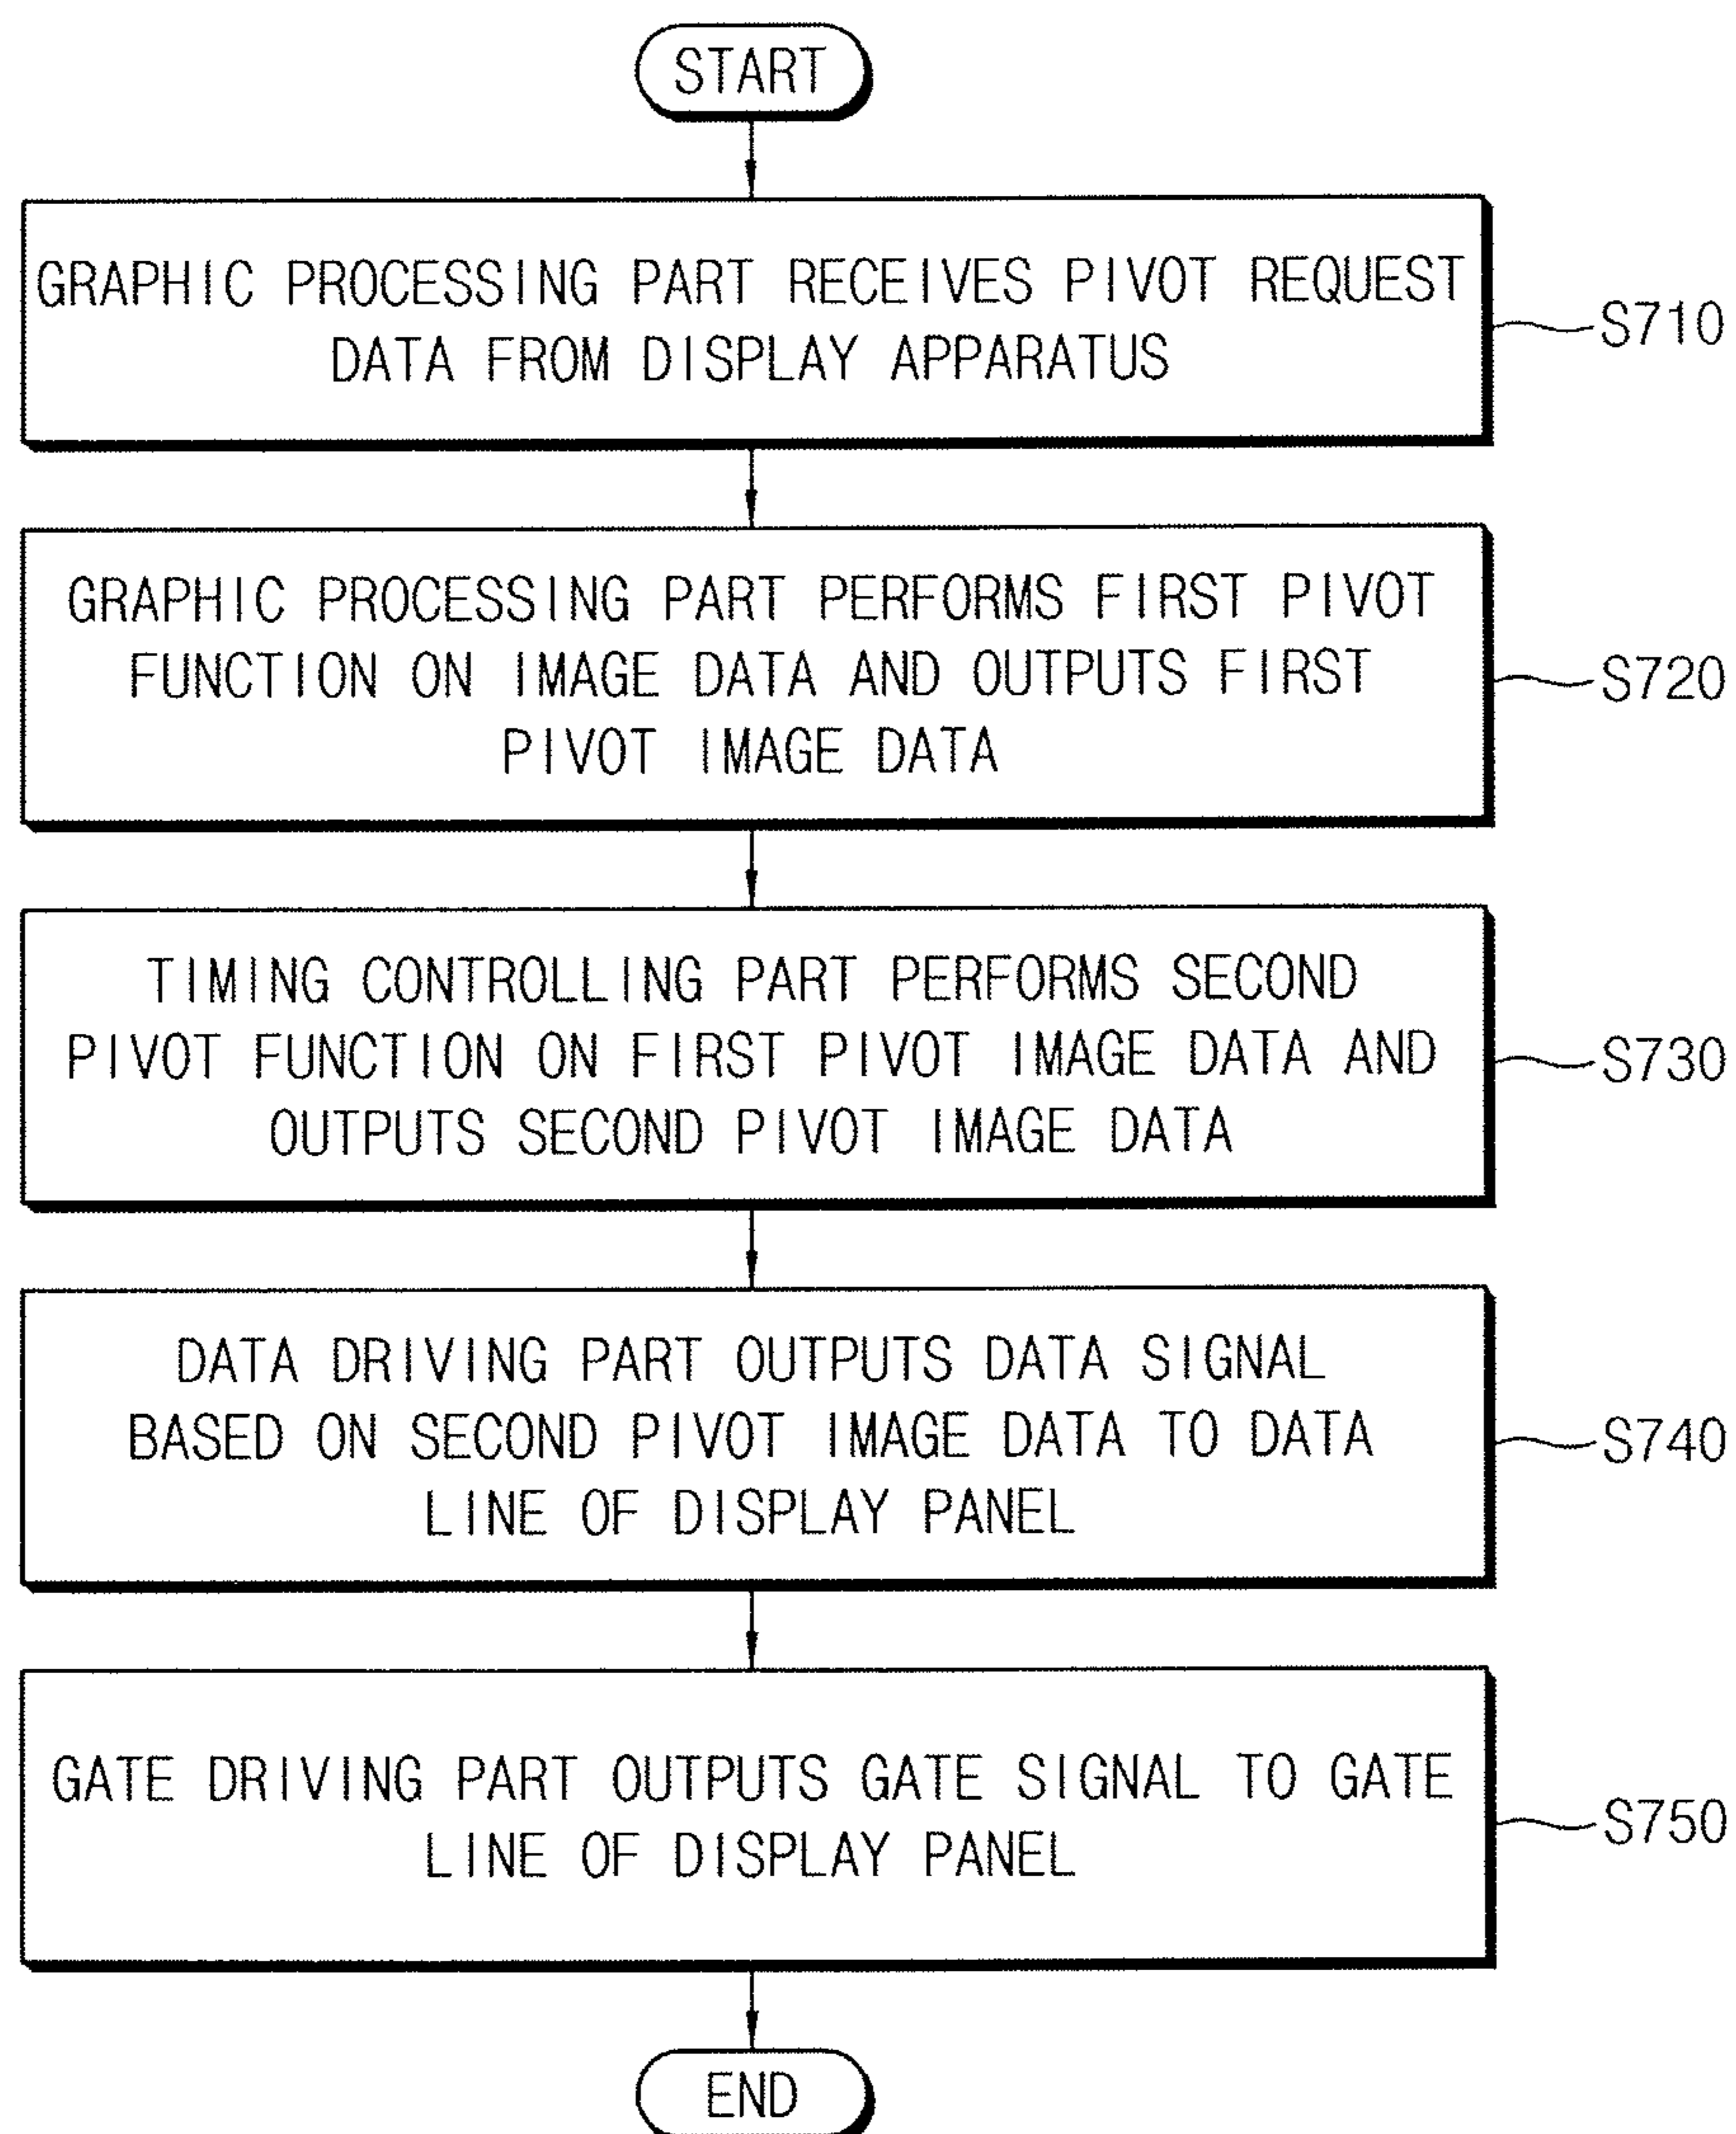 START
GRAPHIC PROCESSING PART RECEIVES PIVOT REQUEST
DATA FROM DISPLAY APPARATUS
S710
GRAPHIC PROCESSING PART PERFORMS FIRST PIVOT
FUNCTION ON IMAGE DATA AND OUTPUTS FIRST
PIVOT IMAGE DATA
S720
TIMING CONTROLLING PART PERFORMS SECOND
PIVOT FUNCTION ON FIRST PIVOT IMAGE DATA AND
OUTPUTS SECOND PIVOT IMAGE DATA
S730
DATA DRIVING PART OUTPUTS DATA SIGNAL
BASED ON SECOND PIVOT IMAGE DATA TO DATA
LINE OF DISPLAY PANEL
S740
GATE DRIVING PART OUTPUTS GATE SIGNAL TO GATE
LINE OF DISPLAY PANEL
S750
END